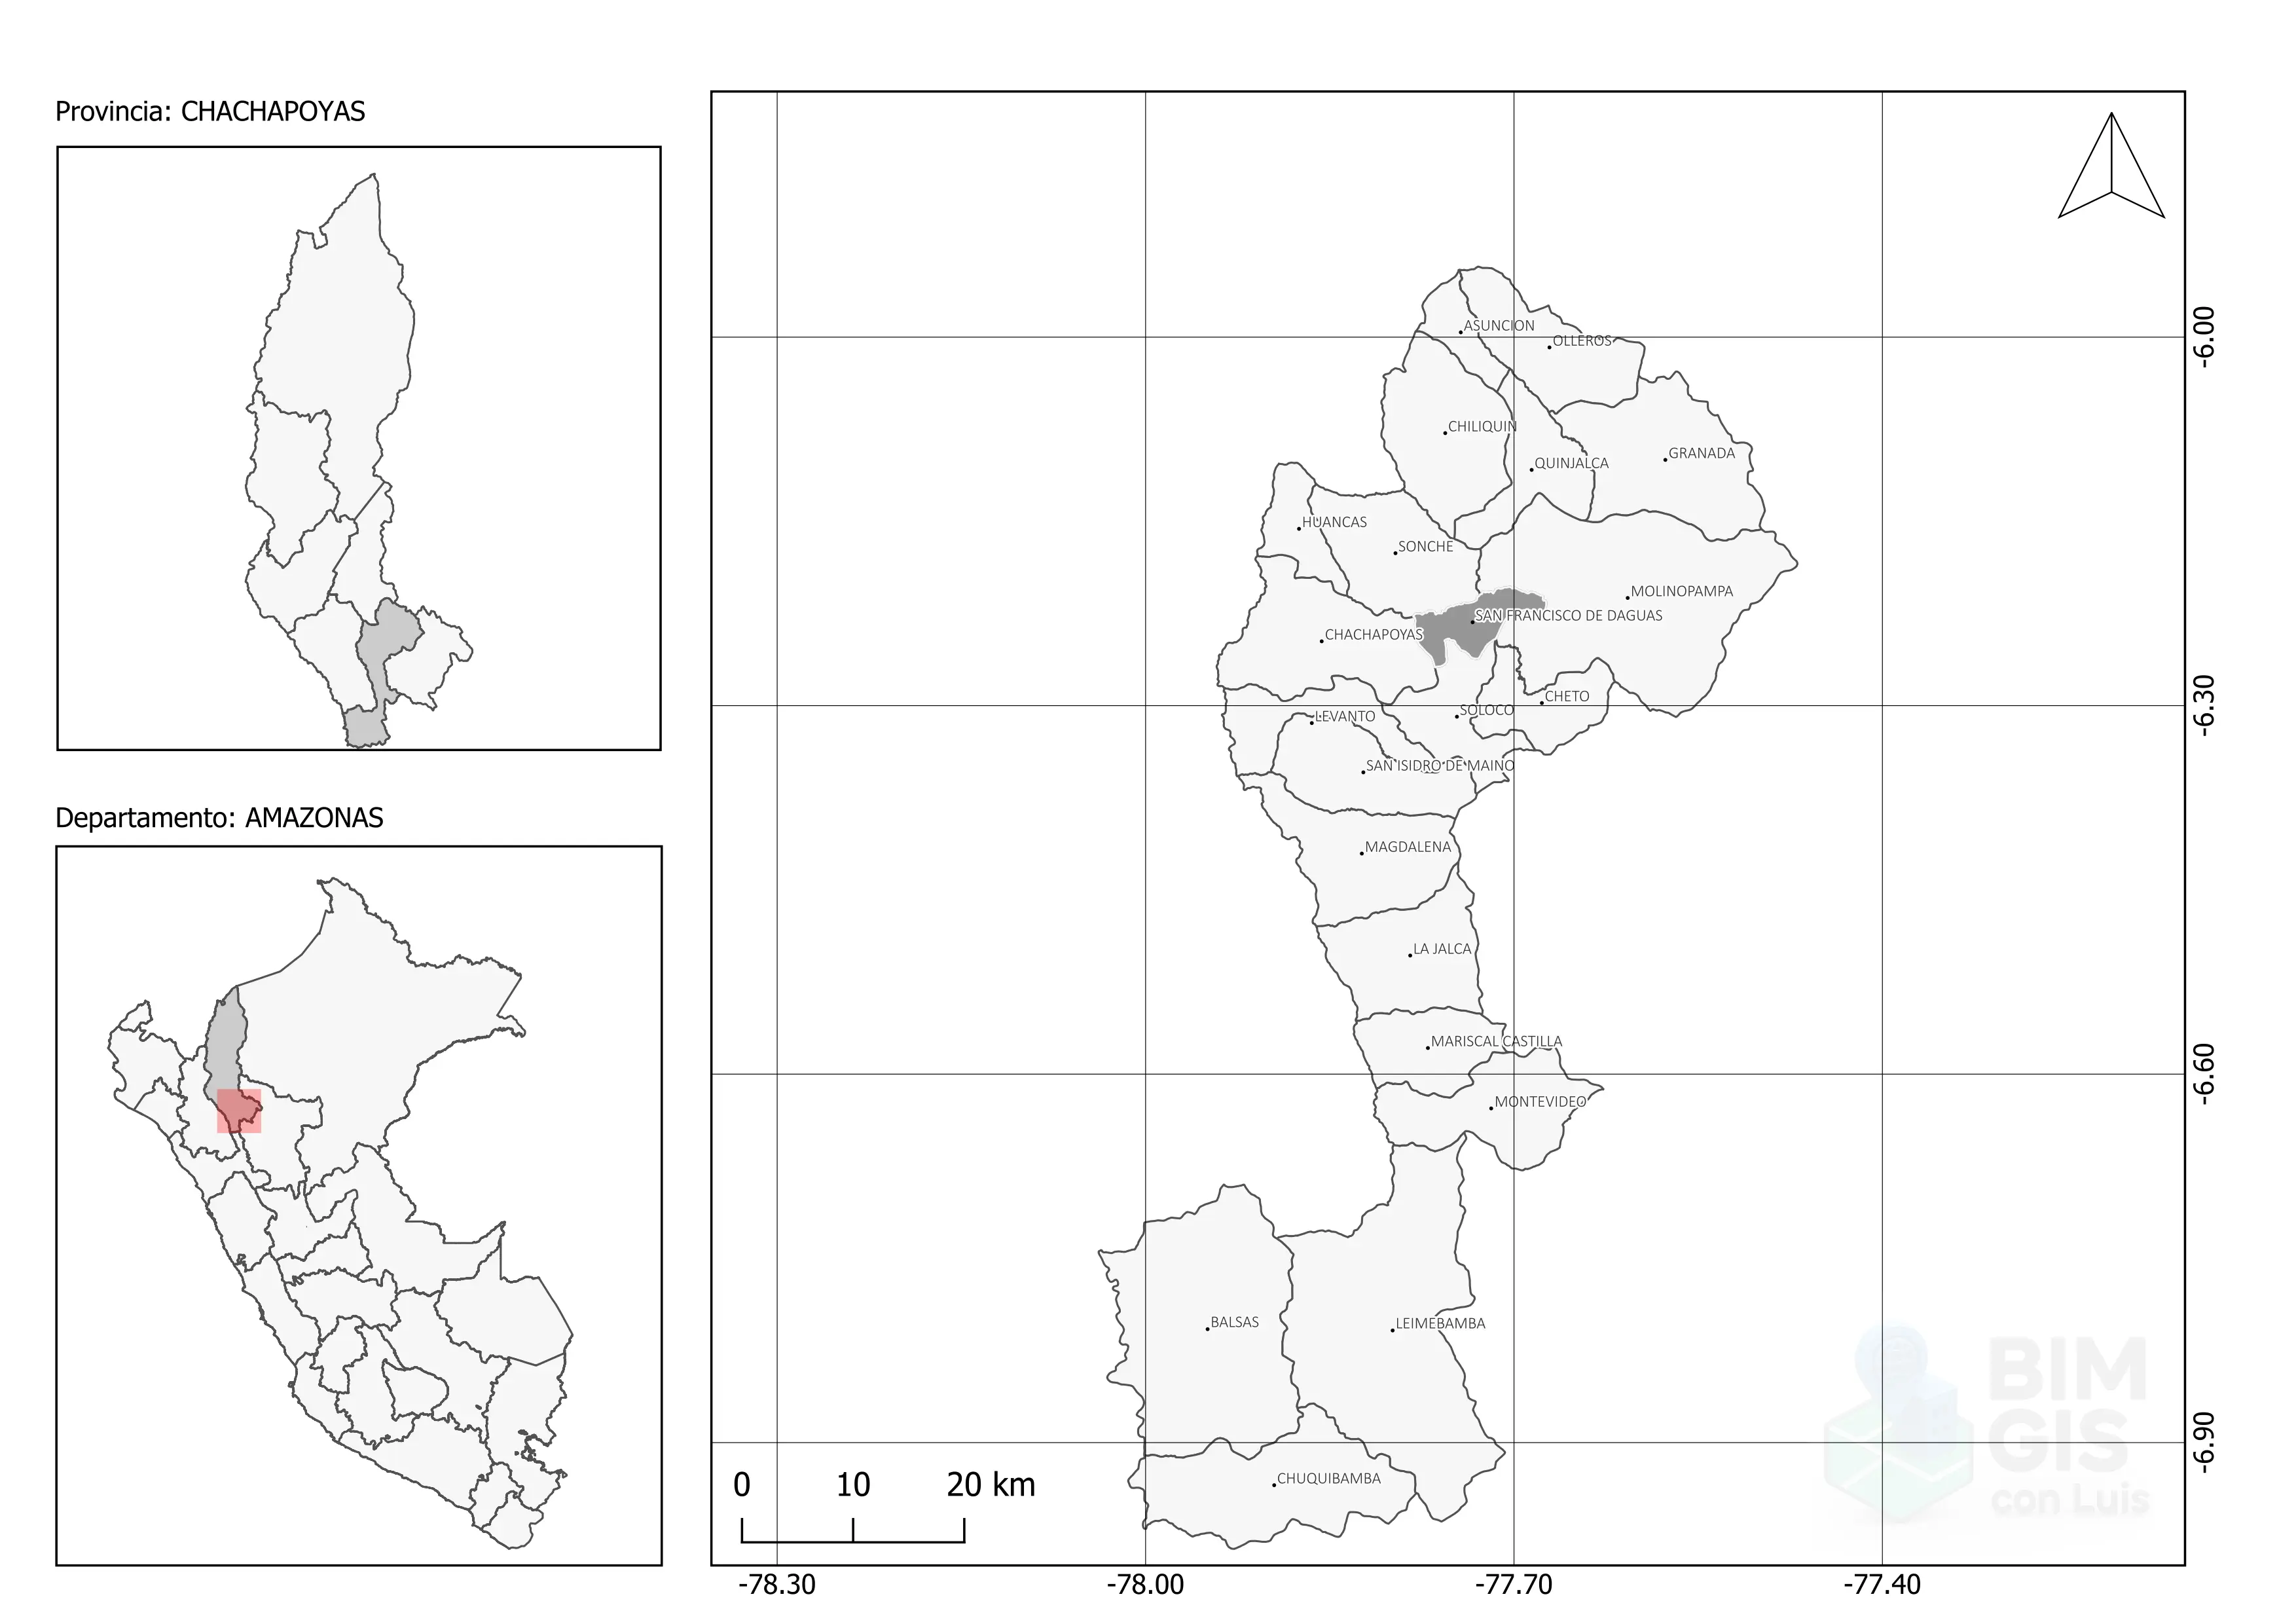 Provincia: CHACHAPOYAS
Departamento: AMAZONAS
ASUNCION
OLLEROS
CHILIQUIN
GRANADA
QUINJALCA
HUANCAS
SONCHE
MOLINOPAMPA
SAN FRANCISCO DE DAGUAS
CHACHAPOYAS
CHETO
SOLOCO
LEVANTO
SAN ISIDRO DE MAINO
MAGDALENA
LA JALCA
MARISCAL CASTILLA
MONTEVIDEO
BALSAS
LEIMEBAMBA
CHUQUIBAMBA
0 10 20 km
-6.00
-6.30
-6.60
-6.90
-78.30 -78.00 -77.70 -77.40
BIM
GIS
con Luis